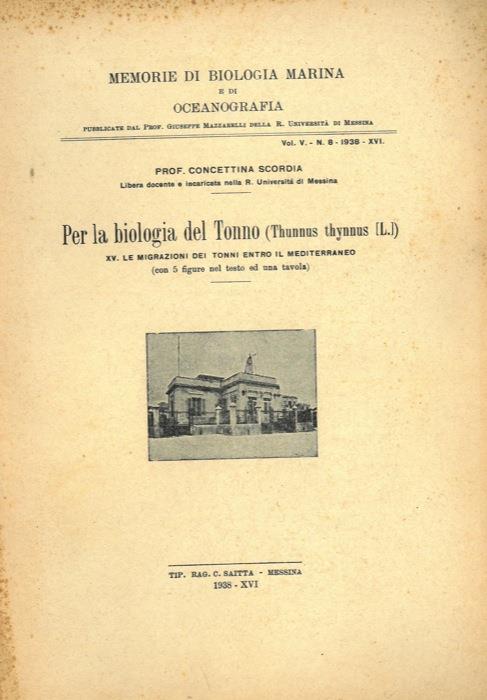 MEMORIE DI BIOLOGIA MARINA
E DI
OCEANOGRAFIA
PUBBLICATE DAL PROF. GIUSEPPE MAZZARELLI DELLA R. UNIVERSITÀ DI MESSINA
Vol. V. - N. 8 - 1938 - XVI.
PROF. CONCETTINA SCORDIA
Libera docente e incaricata nella R. Universitá di Messina
Per la biologia del Tonno (Thunnus thynnus [L.])
XV. LE MIGRAZIONI DEI TONNI ENTRO IL MEDITERRANEO
(con 5 figure nel testo ed una tavola)
TIP. RAG. C. SAITTA - MESSINA
1938 - XVI